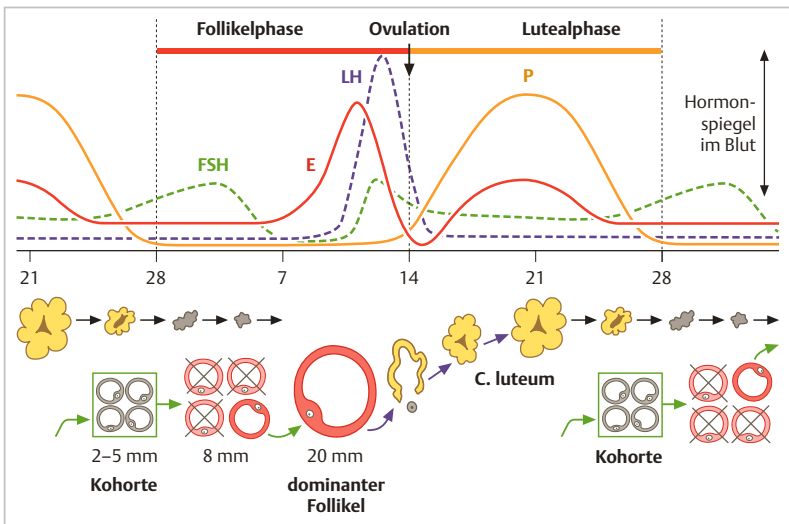 Follikelphase
Ovulation
Lutealphase
LH
P
Hormon-
spiegel
im Blut
FSH
E
21
28
7
14
21
28
C. luteum
2–5 mm
8 mm
20 mm
Kohorte
dominanter
Follikel
Kohorte